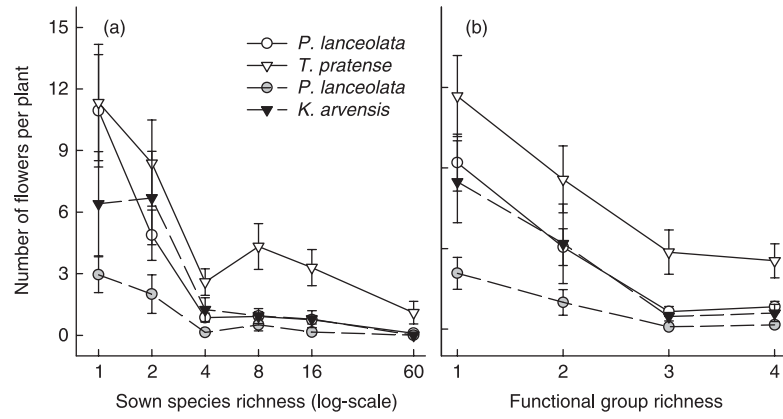 (a)
(b)
P. lanceolata
T. pratense
P. lanceolata
K. arvensis
Number of flowers per plant
15
12
9
6
3
0
1 2 4 8 16 60
Sown species richness (log-scale)
1 2 3 4
Functional group richness